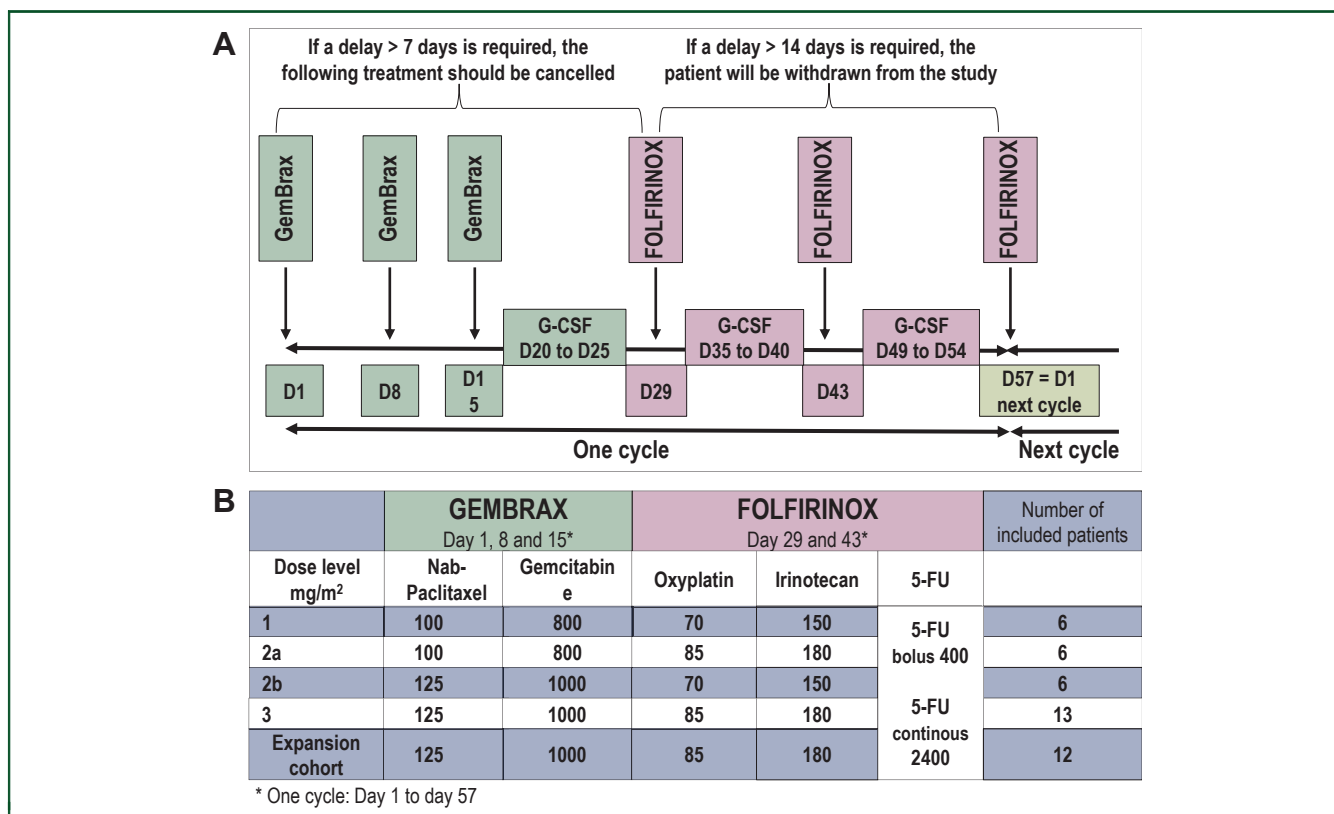 A
If a delay > 7 days is required, the
following treatment should be cancelled
If a delay > 14 days is required, the
patient will be withdrawn from the study
GemBrax
GemBrax
GemBrax
FOLFIRINOX
FOLFIRINOX
FOLFIRINOX
G-CSF
D20 to D25
G-CSF
D35 to D40
G-CSF
D49 to D54
D1
D8
D1
5
D29
D43
D57 = D1
next cycle
One cycle
Next cycle
B
GEMBRAX
Day 1, 8 and 15*
FOLFIRINOX
Day 29 and 43*
Number of
included patients
Dose level
mg/m²
Nab-
Paclitaxel
Gemcitabin
e
Oxyplatin
Irinotecan
5-FU
1 100 800 70 150 6
2a 100 800 85 180 6
2b 125 1000 70 150 6
3 125 1000 85 180 13
Expansion
cohort
125 1000 85 180 12
5-FU
bolus 400
5-FU
continous
2400
* One cycle: Day 1 to day 57